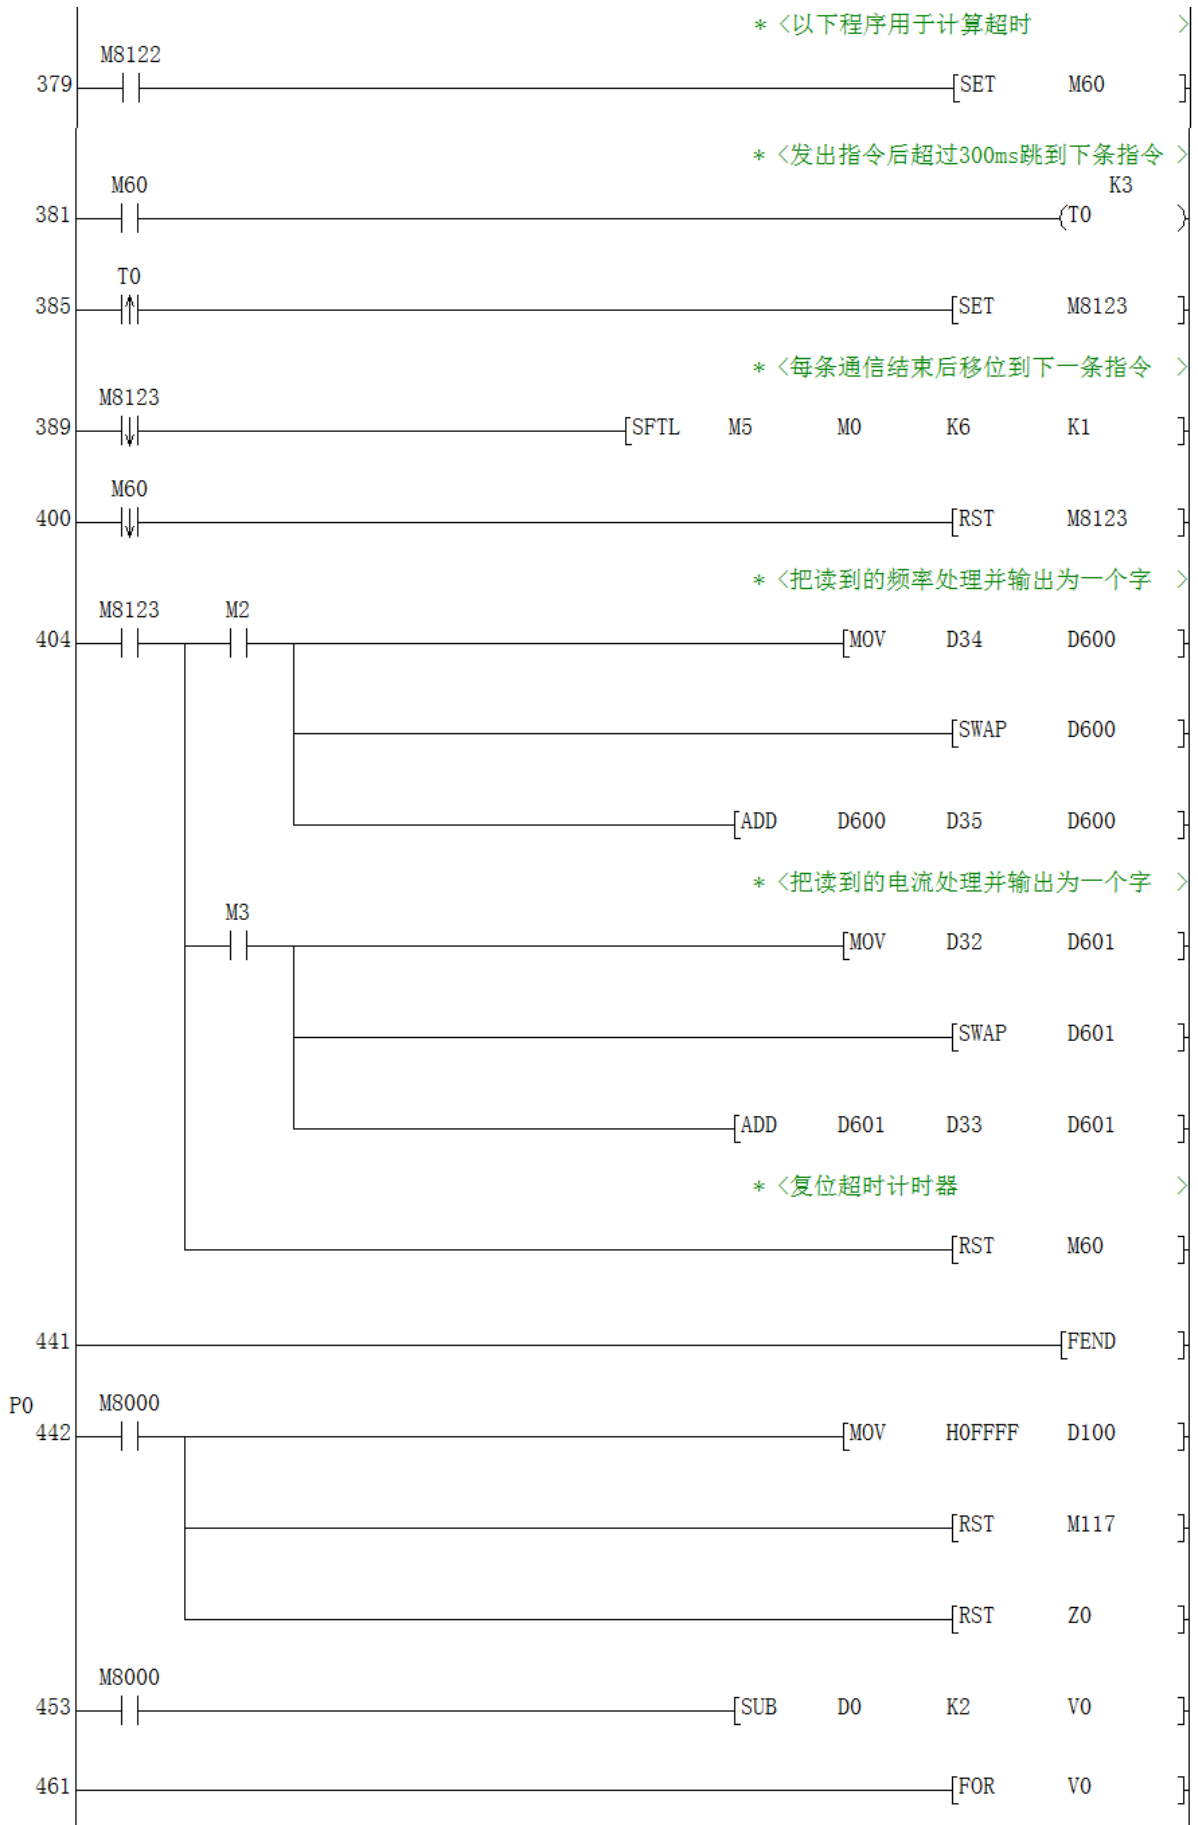 * <以下程序用于计算超时 >
M8122
379 [SET M60 ]
* <发出指令后超过300ms跳到下条指令 >
M60 K3
381 (T0 )
T0
385 [SET M8123 ]
* <每条通信结束后移位到下一条指令 >
M8123
389 [SFTL M5 M0 K6 K1 ]
M60
400 [RST M8123 ]
* <把读到的频率处理并输出为一个字 >
M8123 M2
404 [MOV D34 D600 ]
[SWAP D600 ]
[ADD D600 D35 D600 ]
* <把读到的电流处理并输出为一个字 >
M3
[MOV D32 D601 ]
[SWAP D601 ]
[ADD D601 D33 D601 ]
* <复位超时计时器 >
[RST M60 ]
441 [FEND ]
P0 M8000
442 [MOV H0FFFF D100 ]
[RST M117 ]
[RST Z0 ]
M8000
453 [SUB D0 K2 V0 ]
461 [FOR V0 ]